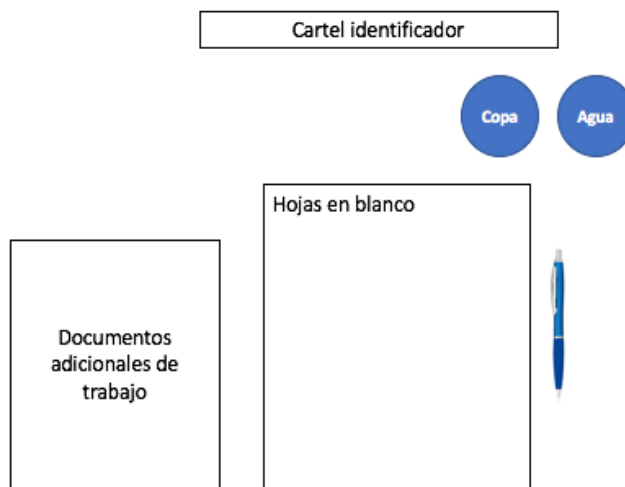 Cartel identificador
Copa
Agua
Hojas en blanco
Documentos
adicionales de
trabajo